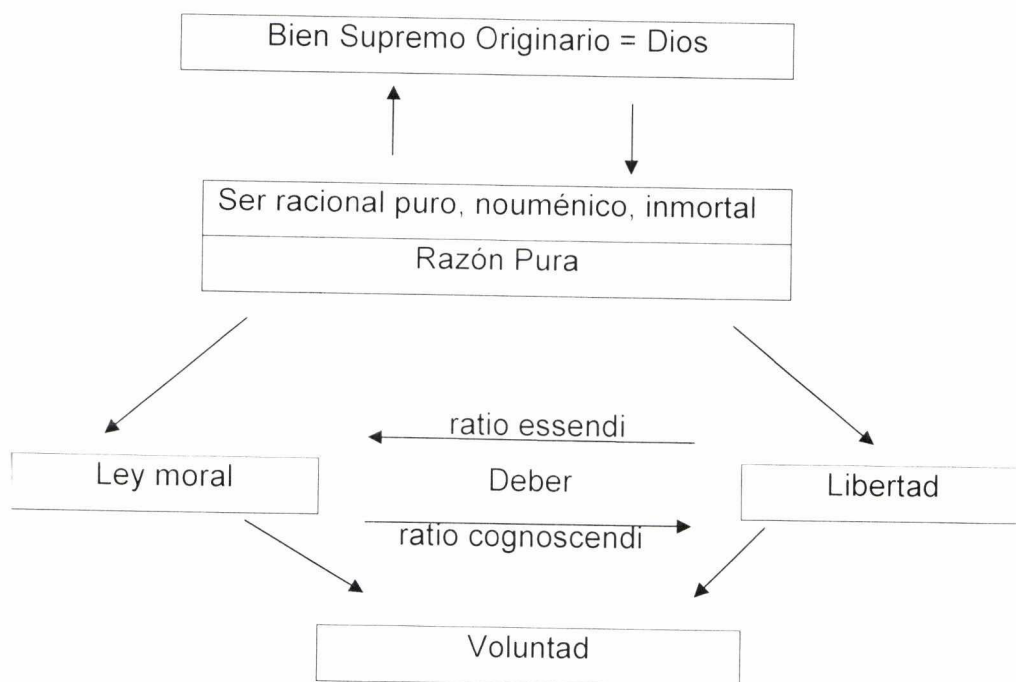 Bien Supremo Originario = Dios
Ser racional puro, nouménico, inmortal
Razón Pura
ratio essendi
Ley moral
Deber
Libertad
ratio cognoscendi
Voluntad